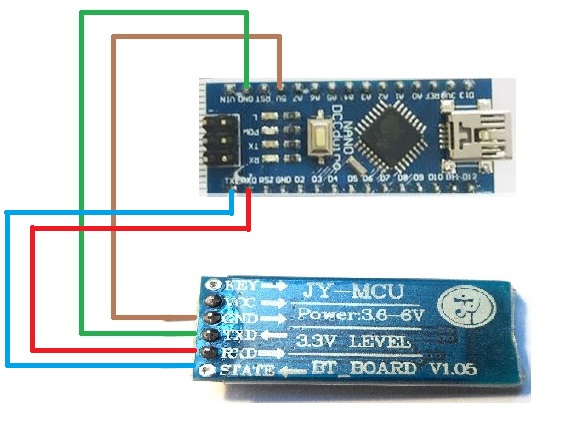 VIN GND RST 5V A7 A6 A5 A4 A3 A2 A1 A0 REF 3V3 D13
L
POW
TX
RX
NANO
DCcduino
TX1 RX0 RST GND D2 D3 D4 D5 D6 D7 D8 D9 D10 D11 D12
KEY
VCC
GND
TXD
RXD
STATE
JY-MCU
Power:3.6-6V
3.3V LEVEL
BT_BOARD V1.05